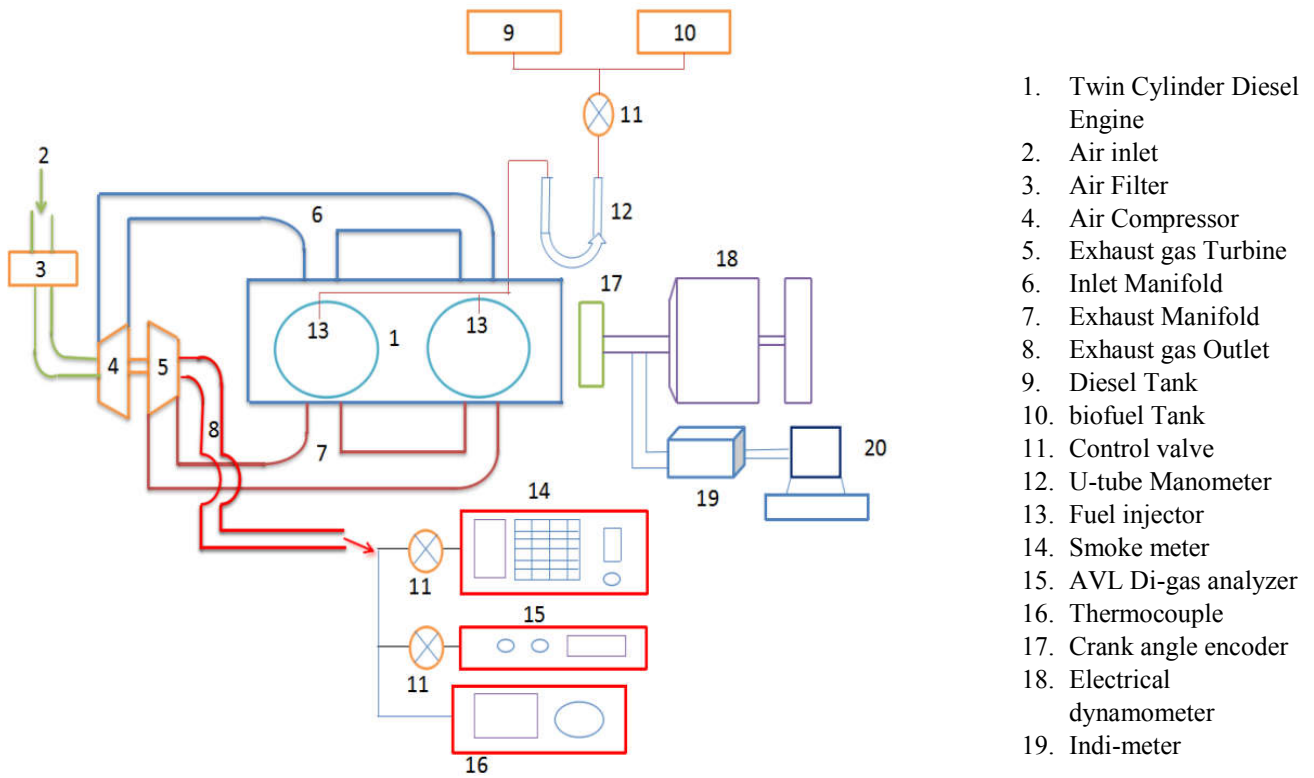 9
10
11
2
6
12
3
18
17
13
1
13
4
5
8
7
20
19
14
11
15
11
16
1. Twin Cylinder Diesel
Engine
2. Air inlet
3. Air Filter
4. Air Compressor
5. Exhaust gas Turbine
6. Inlet Manifold
7. Exhaust Manifold
8. Exhaust gas Outlet
9. Diesel Tank
10. biofuel Tank
11. Control valve
12. U-tube Manometer
13. Fuel injector
14. Smoke meter
15. AVL Di-gas analyzer
16. Thermocouple
17. Crank angle encoder
18. Electrical
dynamometer
19. Indi-meter